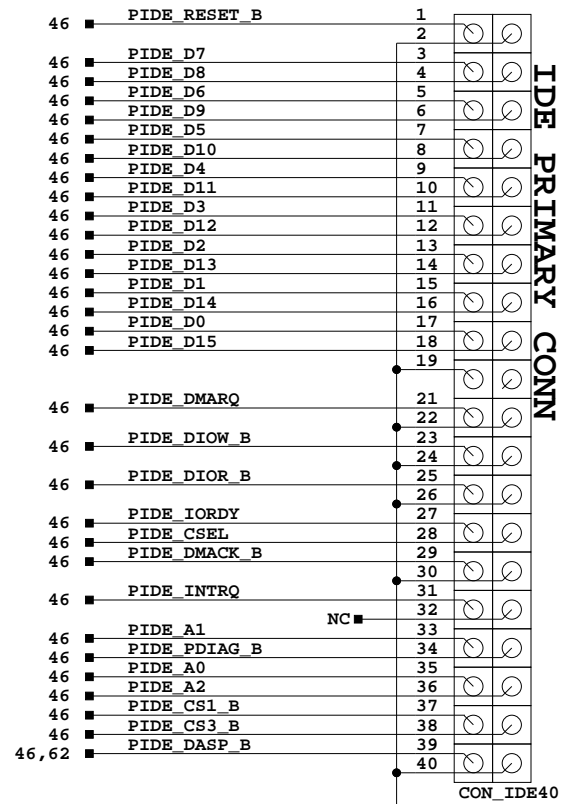 PIDE_RESET_B 1
46
2
PIDE_D7 3
46
PIDE_D8 4
46
PIDE_D6 5
46
PIDE_D9 6
46
PIDE_D5 7
46
PIDE_D10 8
46
PIDE_D4 9
46
PIDE_D11 10
46
PIDE_D3 11
46
PIDE_D12 12
46
PIDE_D2 13
46
PIDE_D13 14
46
PIDE_D1 15
46
PIDE_D14 16
46
PIDE_D0 17
46
PIDE_D15 18
46
19
PIDE_DMARQ 21
46
22
PIDE_DIOW_B 23
46
24
PIDE_DIOR_B 25
46
26
PIDE_IORDY 27
46
PIDE_CSEL 28
46
PIDE_DMACK_B 29
46
30
PIDE_INTRQ 31
46
NC 32
PIDE_A1 33
46
PIDE_PDIAG_B 34
46
PIDE_A0 35
46
PIDE_A2 36
46
PIDE_CS1_B 37
46
PIDE_CS3_B 38
46
PIDE_DASP_B 39
46,62
40
IDE PRIMARY CONN
CON_IDE40